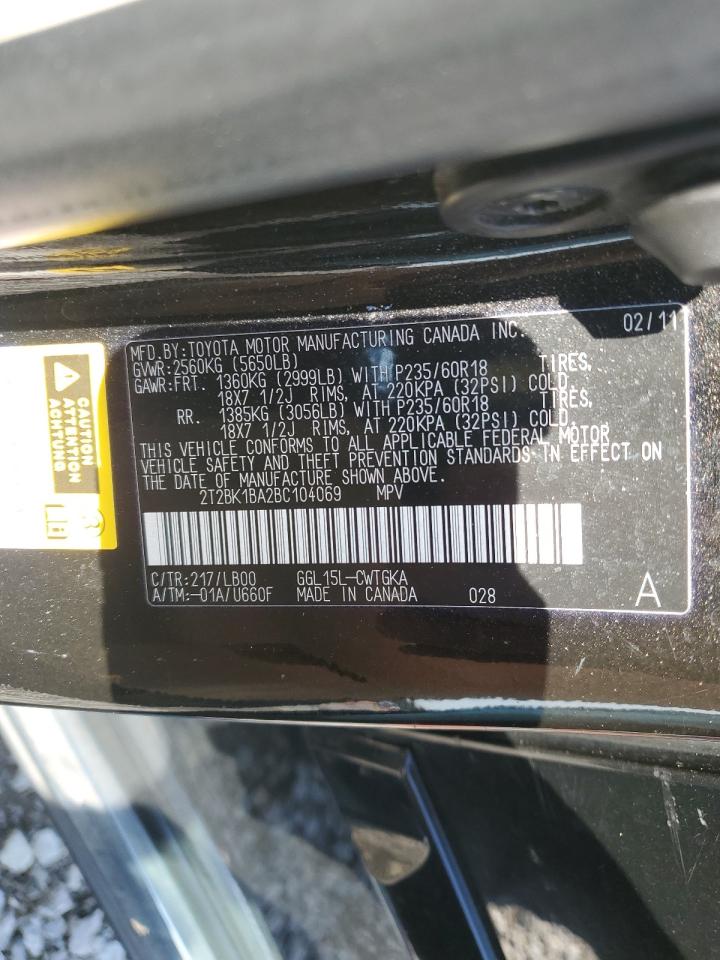 MFD.BY:TOYOTA MOTOR MANUFACTURING CANADA INC. 02/11
GVWR:2560KG (5650LB)
GAWR:FRT. 1360KG (2999LB) WITH P235/60R18 TIRES,
18X7 1/2J RIMS, AT 220KPA (32PSI) COLD.
RR. 1385KG (3056LB) WITH P235/60R18 TIRES,
18X7 1/2J RIMS, AT 220KPA (32PSI) COLD.
THIS VEHICLE CONFORMS TO ALL APPLICABLE FEDERAL MOTOR
VEHICLE SAFETY AND THEFT PREVENTION STANDARDS IN EFFECT ON
THE DATE OF MANUFACTURE SHOWN ABOVE.
2T2BK1BA2BC104069 MPV
C/TR:217/LB00 GGL15L-CWTGKA
A/TM:-01A/U660F MADE IN CANADA 028 A
CAUTION
ATTENTION
ACHTUNG